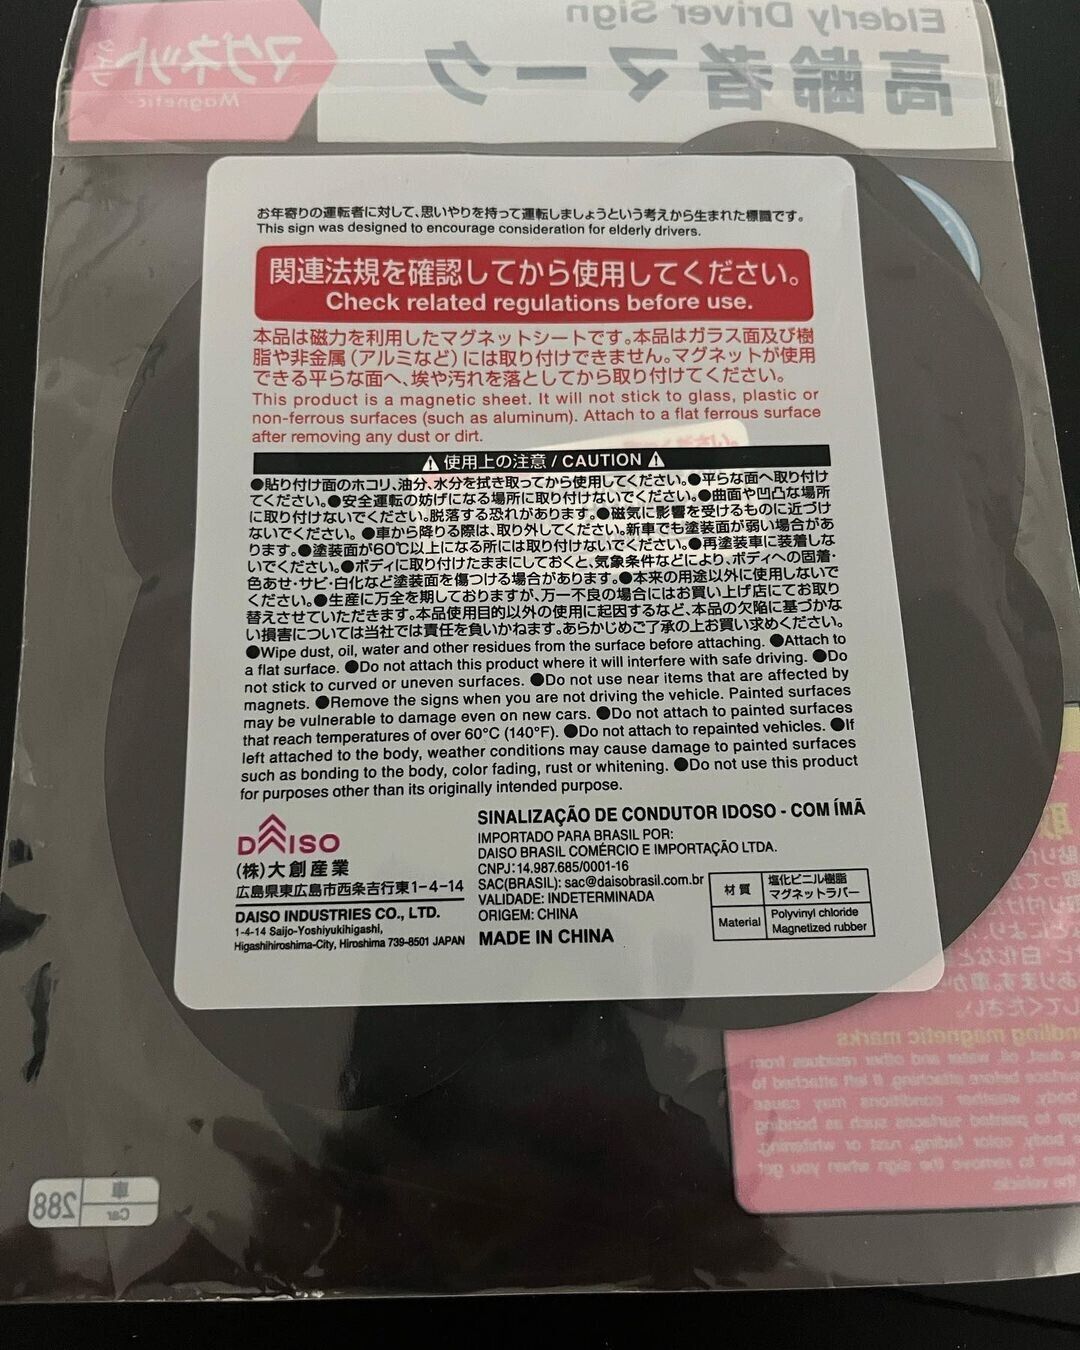 Elderly Driver Sign
高齢者マーク
マグネット
タイプ
Magnetic
お年寄りの運転者に対して、思いやりを持って運転しましょうという考えから生まれた標識です。
This sign was designed to encourage consideration for elderly drivers.
関連法規を確認してから使用してください。
Check related regulations before use.
本品は磁力を利用したマグネットシートです。本品はガラス面及び樹
脂や非金属(アルミなど)には取り付けできません。マグネットが使用
できる平らな面へ、埃や汚れを落としてから取り付けてください。
This product is a magnetic sheet. It will not stick to glass, plastic or
non-ferrous surfaces (such as aluminum). Attach to a flat ferrous surface
after removing any dust or dirt.
⚠ 使用上の注意 / CAUTION ⚠
●貼り付け面のホコリ、油分、水分を拭き取ってから使用してください。●平らな面へ取り付け
てください。●安全運転の妨げになる場所に取り付けないでください。●曲面や凹凸な場所
に取り付けないでください。脱落する恐れがあります。●磁気に影響を受けるものに近づけ
ないでください。●車から降りる際は、取り外してください。新車でも塗装面が弱い場合があ
ります。●塗装面が60℃以上になる所には取り付けないでください。●再塗装車に装着しな
いでください。●ボディに取り付けたままにしておくと、気象条件などにより、ボディへの固着・
色あせ・サビ・白化など塗装面を傷つける場合があります。●本来の用途以外に使用しないで
ください。●生産に万全を期しておりますが、万一不良の場合にはお買い上げ店にてお取り
替えさせていただきます。本品使用目的以外の使用に起因するなど、本品の欠陥に基づかな
い損害については当社では責任を負いかねます。あらかじめご了承の上お買い求めください。
●Wipe dust, oil, water and other residues from the surface before attaching. ●Attach to
a flat surface. ●Do not attach this product where it will interfere with safe driving. ●Do
not stick to curved or uneven surfaces. ●Do not use near items that are affected by
magnets. ●Remove the signs when you are not driving the vehicle. Painted surfaces
may be vulnerable to damage even on new cars. ●Do not attach to painted surfaces
that reach temperatures of over 60°C (140°F). ●Do not attach to repainted vehicles. ●If
left attached to the body, weather conditions may cause damage to painted surfaces
such as bonding to the body, color fading, rust or whitening. ●Do not use this product
for purposes other than its originally intended purpose.
DAISO
(株)大創産業
広島県東広島市西条吉行東1-4-14
DAISO INDUSTRIES CO., LTD.
1-4-14 Saijo-Yoshiyukihigashi,
Higashihiroshima-City, Hiroshima 739-8501 JAPAN
SINALIZAÇÃO DE CONDUTOR IDOSO - COM ÍMÃ
IMPORTADO PARA BRASIL POR:
DAISO BRASIL COMÉRCIO E IMPORTAÇÃO LTDA.
CNPJ: 14.987.685/0001-16
SAC(BRASIL): sac@daisobrasil.com.br
VALIDADE: INDETERMINADA
ORIGEM: CHINA
MADE IN CHINA
材質 塩化ビニル樹脂
マグネットラバー
Material Polyvinyl chloride
Magnetized rubber
handling magnetic marks
車
Car
288